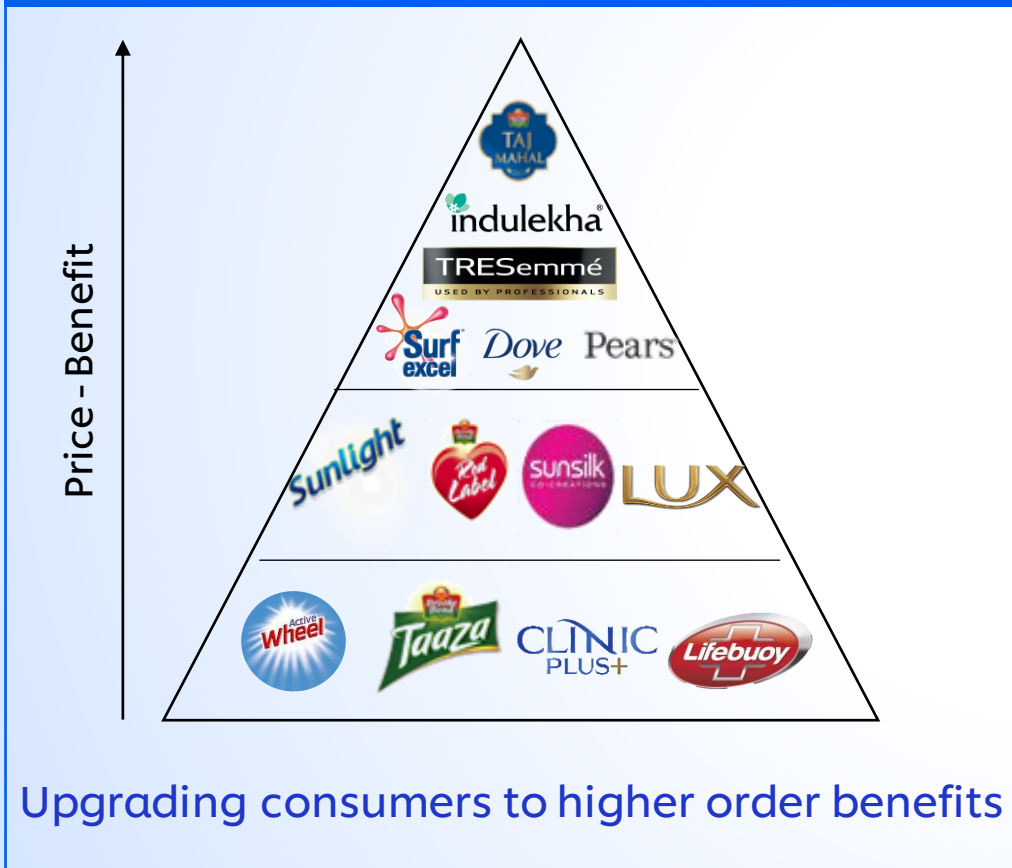 TAJ
MAHAL
indulekha®
TRESemmé
USED BY PROFESSIONALS
Surf
excel
Dove
Pears
Price - Benefit
Sunlight
Red
Label
sunsilk
CO-CREATIONS
LUX
Active
Wheel
Taaza
CLINIC
PLUS+
Lifebuoy
Upgrading consumers to higher order benefits